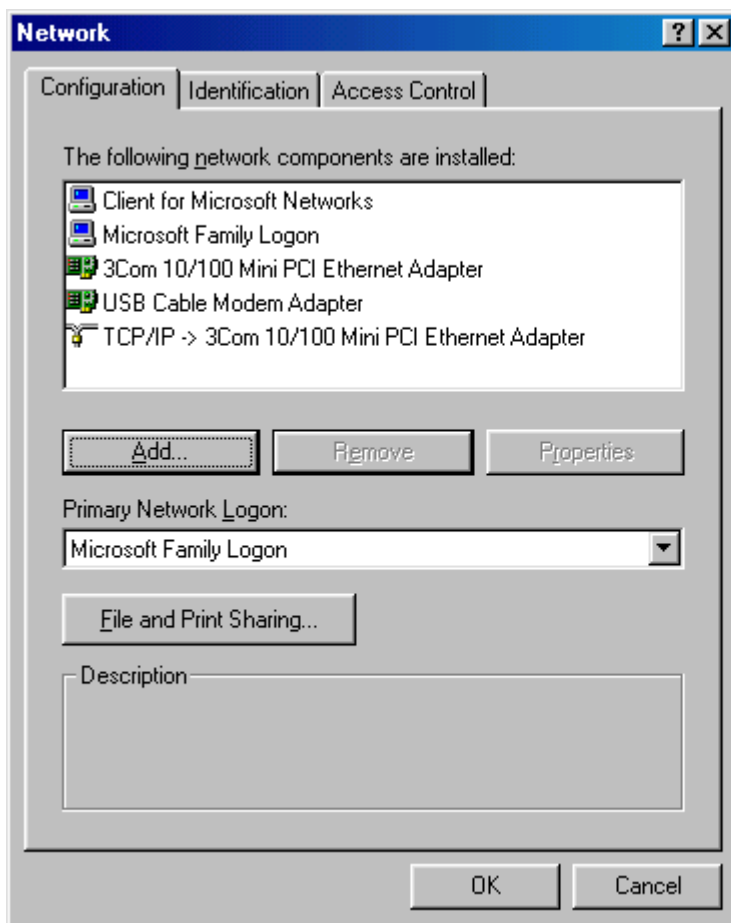 Network
Configuration Identification Access Control
The following network components are installed:
Client for Microsoft Networks
Microsoft Family Logon
3Com 10/100 Mini PCI Ethernet Adapter
USB Cable Modem Adapter
TCP/IP -> 3Com 10/100 Mini PCI Ethernet Adapter
Add... Remove Properties
Primary Network Logon:
Microsoft Family Logon
File and Print Sharing...
Description
OK Cancel